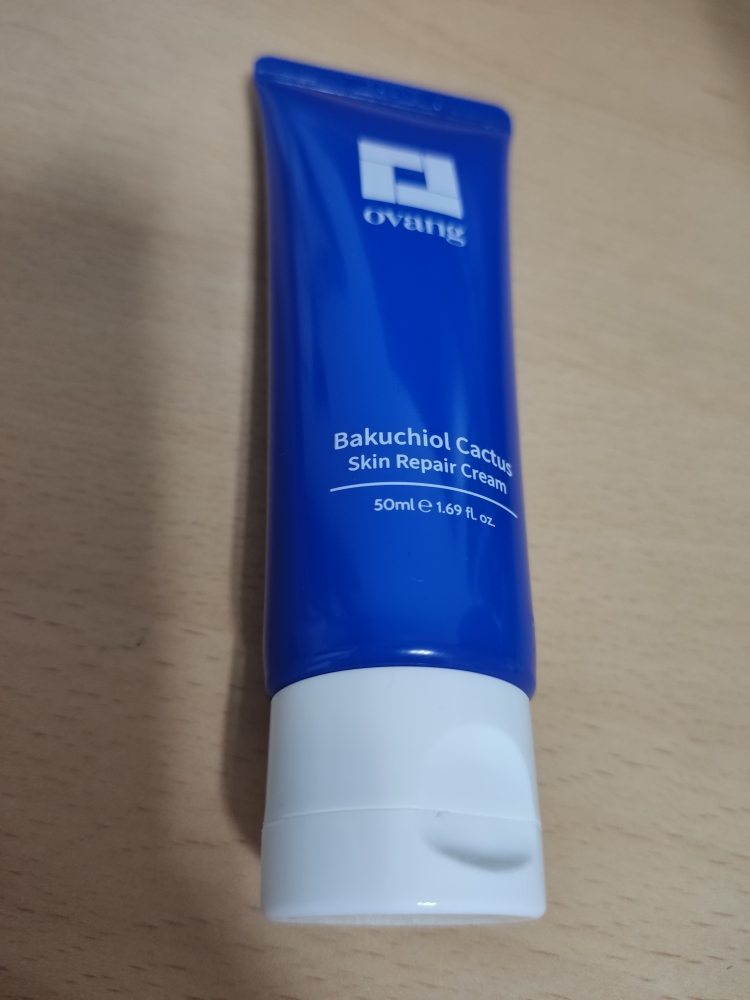 ovang
Bakuchiol Cactus
Skin Repair Cream
50ml ℮ 1.69 fl. oz.